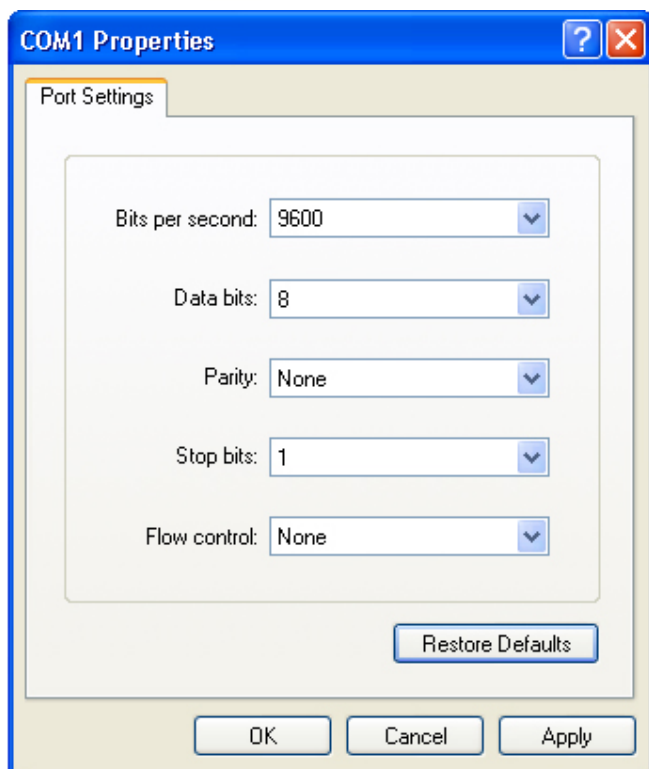 COM1 Properties
Port Settings
Bits per second: 9600
Data bits: 8
Parity: None
Stop bits: 1
Flow control: None
Restore Defaults
OK Cancel Apply